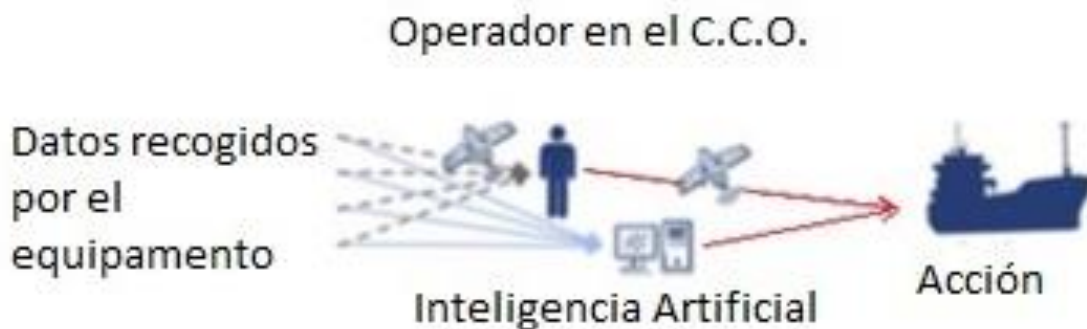 Operador en el C.C.O.
Datos recogidos
por el
equipamento
Inteligencia Artificial
Acción